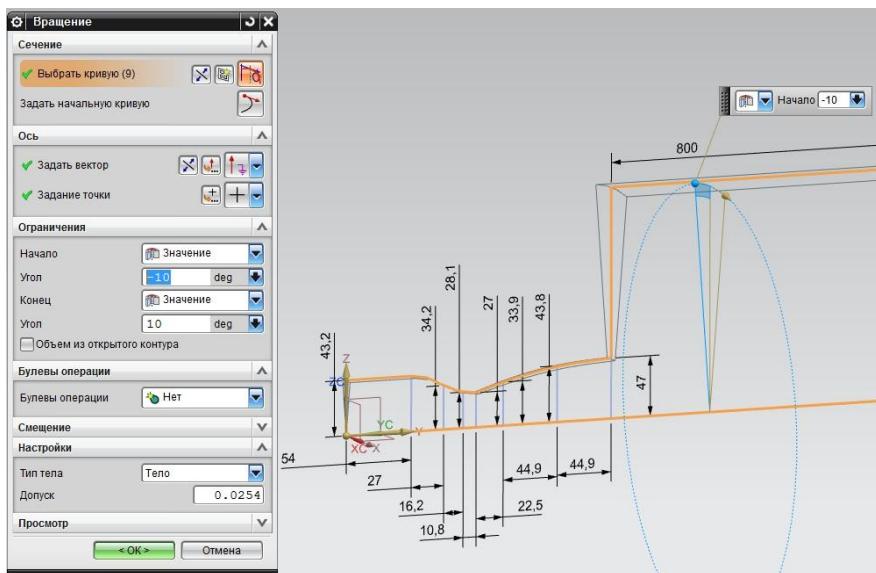 Вращение
Сечение
Выбрать кривую (9)
Задать начальную кривую
Ось
Задать вектор
Задание точки
Ограничения
Начало Значение
Угол -10 deg
Конец Значение
Угол 10 deg
Объем из открытого контура
Булевы операции
Булевы операции Нет
Смещение
Настройки
Тип тела Тело
Допуск 0.0254
Просмотр
< OK > Отмена
Начало -10
800
43,2
34,2
28,1
27
33,9
43,8
47
Z
ZC
YC
Y
XC
X
54
27
16,2
10,8
22,5
44,9
44,9